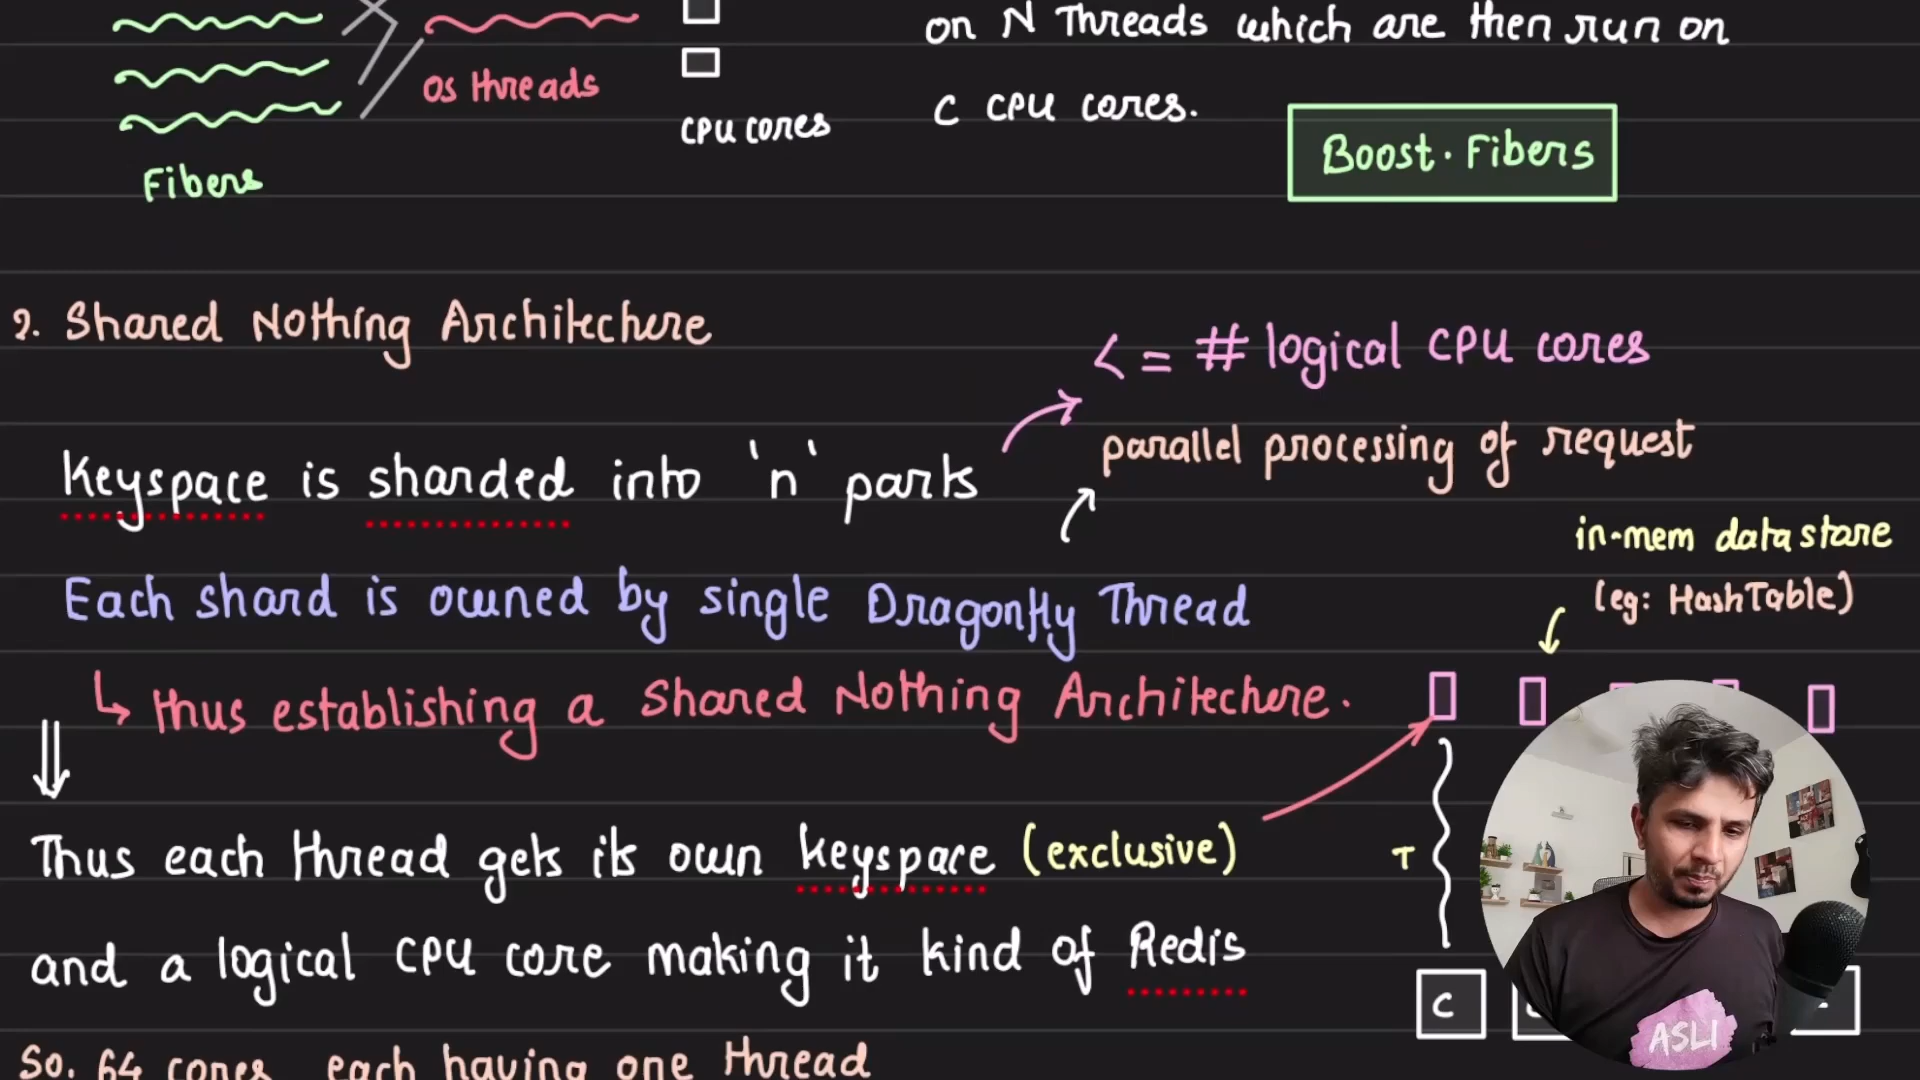 on N Threads which are then run on
OS threads
C CPU cores.
CPU cores
Boost.Fibers
Fibers
2. Shared Nothing Architecture
<= # logical CPU cores
Keyspace is sharded into 'n' parts
parallel processing of request
in-mem data store
(eg: HashTable)
Each shard is owned by single Dragonfly Thread
thus establishing a Shared Nothing Architecture.
Thus each thread gets its own keyspace (exclusive)
T
and a logical CPU core making it kind of Redis
C
So, 64 cores, each having one thread
ASLI